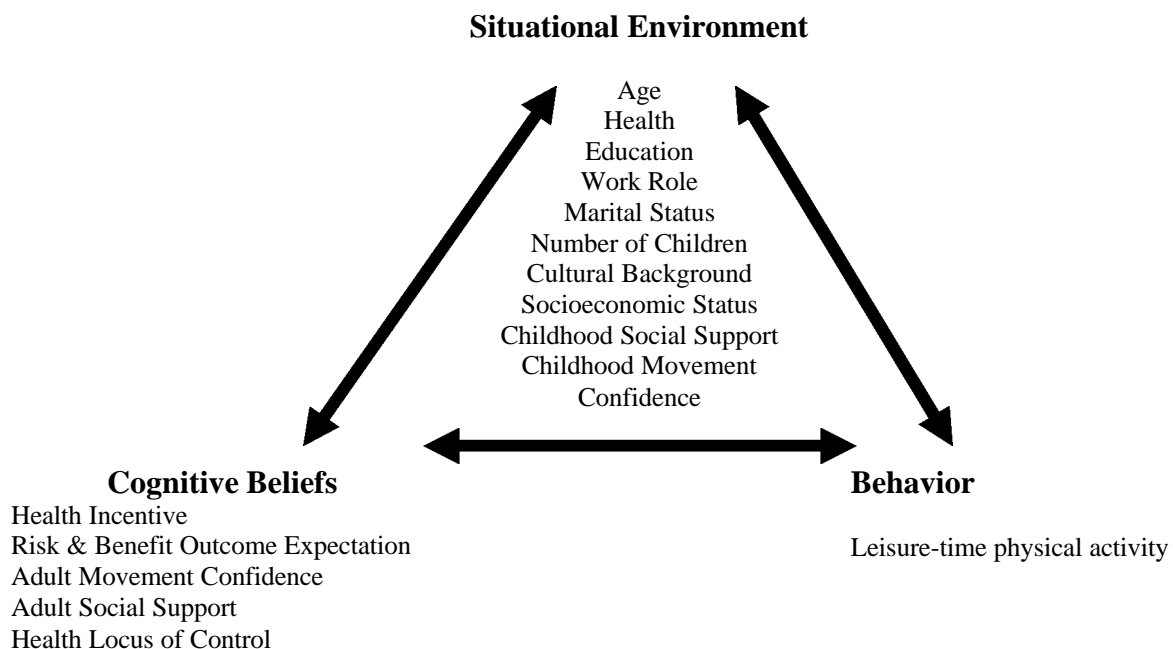 Situational Environment
Age
Health
Education
Work Role
Marital Status
Number of Children
Cultural Background
Socioeconomic Status
Childhood Social Support
Childhood Movement
Confidence
Cognitive Beliefs
Health Incentive
Risk & Benefit Outcome Expectation
Adult Movement Confidence
Adult Social Support
Health Locus of Control
Behavior
Leisure-time physical activity